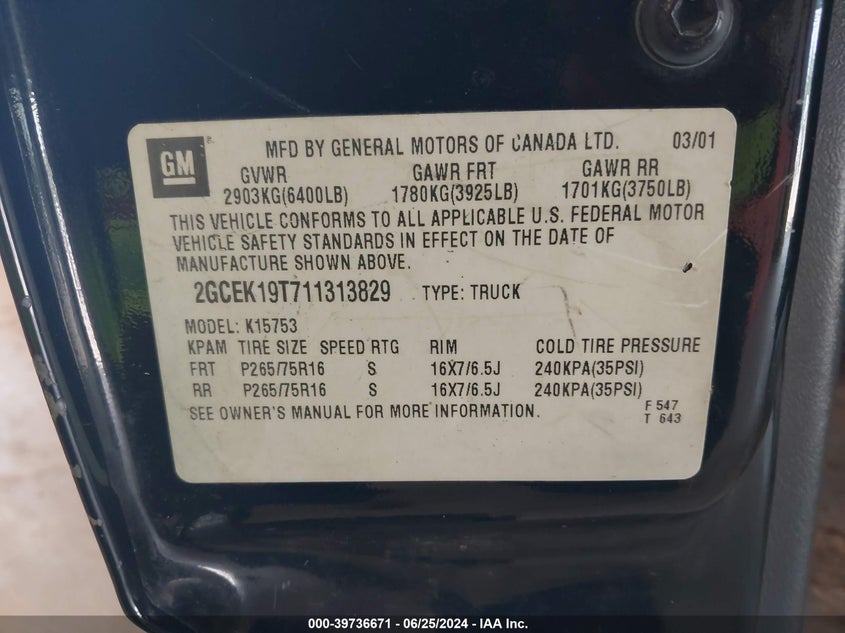 GM
MFD BY GENERAL MOTORS OF CANADA LTD. 03/01
GVWR GAWR FRT GAWR RR
2903KG(6400LB) 1780KG(3925LB) 1701KG(3750LB)
THIS VEHICLE CONFORMS TO ALL APPLICABLE U.S. FEDERAL MOTOR
VEHICLE SAFETY STANDARDS IN EFFECT ON THE DATE OF
MANUFACTURE SHOWN ABOVE.
2GCEK19T711313829 TYPE: TRUCK
MODEL: K15753
KPAM TIRE SIZE SPEED RTG RIM COLD TIRE PRESSURE
FRT P265/75R16 S 16X7/6.5J 240KPA(35PSI)
RR P265/75R16 S 16X7/6.5J 240KPA(35PSI)
SEE OWNER'S MANUAL FOR MORE INFORMATION.
F 547
T 643
000-39736671 / 06/25/2024 - IAA Inc.